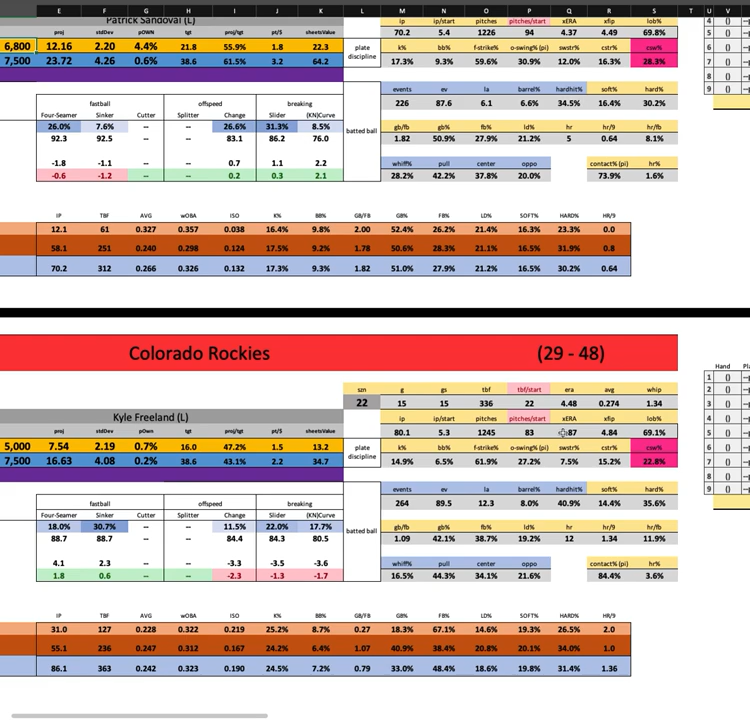 E F G H I J K L M N O P Q R S T U V W
Patrick Sandoval (L) ip ip/start pitches pitches/start xERA xfip lob% 4 ()
proj stdDev pOWN tgt proj/tgt pt/$ sheetsValue 70.2 5.4 1226 94 4.37 4.49 69.8% 5 ()
6,800 12.16 2.20 4.4% 21.8 55.9% 1.8 22.3 plate discipline k% bb% f-strike% o-swing% (pi) swstr% cstr% csw% 6 ()
7,500 23.72 4.26 0.6% 38.6 61.5% 3.2 64.2 17.3% 9.3% 59.6% 30.9% 12.0% 16.3% 28.3% 7 ()
8 ()
events ev la barrel% hardhit% soft% hard% 9 ()
fastball offspeed breaking 226 87.6 6.1 6.6% 34.5% 16.4% 30.2%
Four-Seamer Sinker Cutter Splitter Change Slider (KN)Curve
26.0% 7.6% -- -- 26.6% 31.3% 8.5% batted ball gb/fb gb% fb% ld% hr hr/9 hr/fb
92.3 92.5 -- -- 83.1 86.2 76.0 1.82 50.9% 27.9% 21.2% 5 0.64 8.1%
-1.8 -1.1 0.7 1.1 2.2 whiff% pull center oppo contact% (pi) hr%
-0.6 -1.2 -- -- 0.2 0.3 2.1 28.2% 42.2% 37.8% 20.0% 73.9% 1.6%
IP TBF AVG wOBA ISO K% BB% GB/FB GB% FB% LD% SOFT% HARD% HR/9
12.1 61 0.327 0.357 0.038 16.4% 9.8% 2.00 52.4% 26.2% 21.4% 16.3% 23.3% 0.0
58.1 251 0.240 0.298 0.124 17.5% 9.2% 1.78 50.6% 28.3% 21.1% 16.5% 31.9% 0.8
70.2 312 0.266 0.326 0.132 17.3% 9.3% 1.82 51.0% 27.9% 21.2% 16.5% 30.2% 0.64
Colorado Rockies (29 - 48)
Hand
1 ()
szn g gs tbf tbf/start era avg whip 2 ()
22 15 15 336 22 4.48 0.274 1.34 3 ()
Kyle Freeland (L) ip ip/start pitches pitches/start xERA xfip lob% 4 ()
proj stdDev pOwn tgt proj/tgt pt/$ sheetsValue 80.1 5.3 1245 83 87 4.84 69.1% 5 ()
5,000 7.54 2.19 0.7% 16.0 47.2% 1.5 13.2 plate discipline k% bb% f-strike% o-swing% (pi) swstr% cstr% csw% 6 ()
7,500 16.63 4.08 0.2% 38.6 43.1% 2.2 34.7 14.9% 6.5% 61.9% 27.2% 7.5% 15.2% 22.8% 7 ()
8 ()
events ev la barrel% hardhit% soft% hard% 9 ()
fastball offspeed breaking 264 89.5 12.3 8.0% 40.9% 14.4% 35.6%
Four-Seamer Sinker Cutter Splitter Change Slider (KN)Curve
18.0% 30.7% -- -- 11.5% 22.0% 17.7% batted ball gb/fb gb% fb% ld% hr hr/9 hr/fb
88.7 88.7 -- -- 84.4 84.3 80.5 1.09 42.1% 38.7% 19.2% 12 1.34 11.9%
4.1 2.3 -3.3 -3.5 -3.6 whiff% pull center oppo contact% (pi) hr%
1.8 0.6 -- -- -2.3 -1.3 -1.7 16.5% 44.3% 34.1% 21.6% 84.4% 3.6%
IP TBF AVG wOBA ISO K% BB% GB/FB GB% FB% LD% SOFT% HARD% HR/9
31.0 127 0.228 0.322 0.219 25.2% 8.7% 0.27 18.3% 67.1% 14.6% 19.3% 26.5% 2.0
55.1 236 0.247 0.312 0.167 24.2% 6.4% 1.07 40.9% 38.4% 20.8% 20.1% 34.0% 1.0
86.1 363 0.242 0.323 0.190 24.5% 7.2% 0.79 33.0% 48.4% 18.6% 19.8% 31.4% 1.36